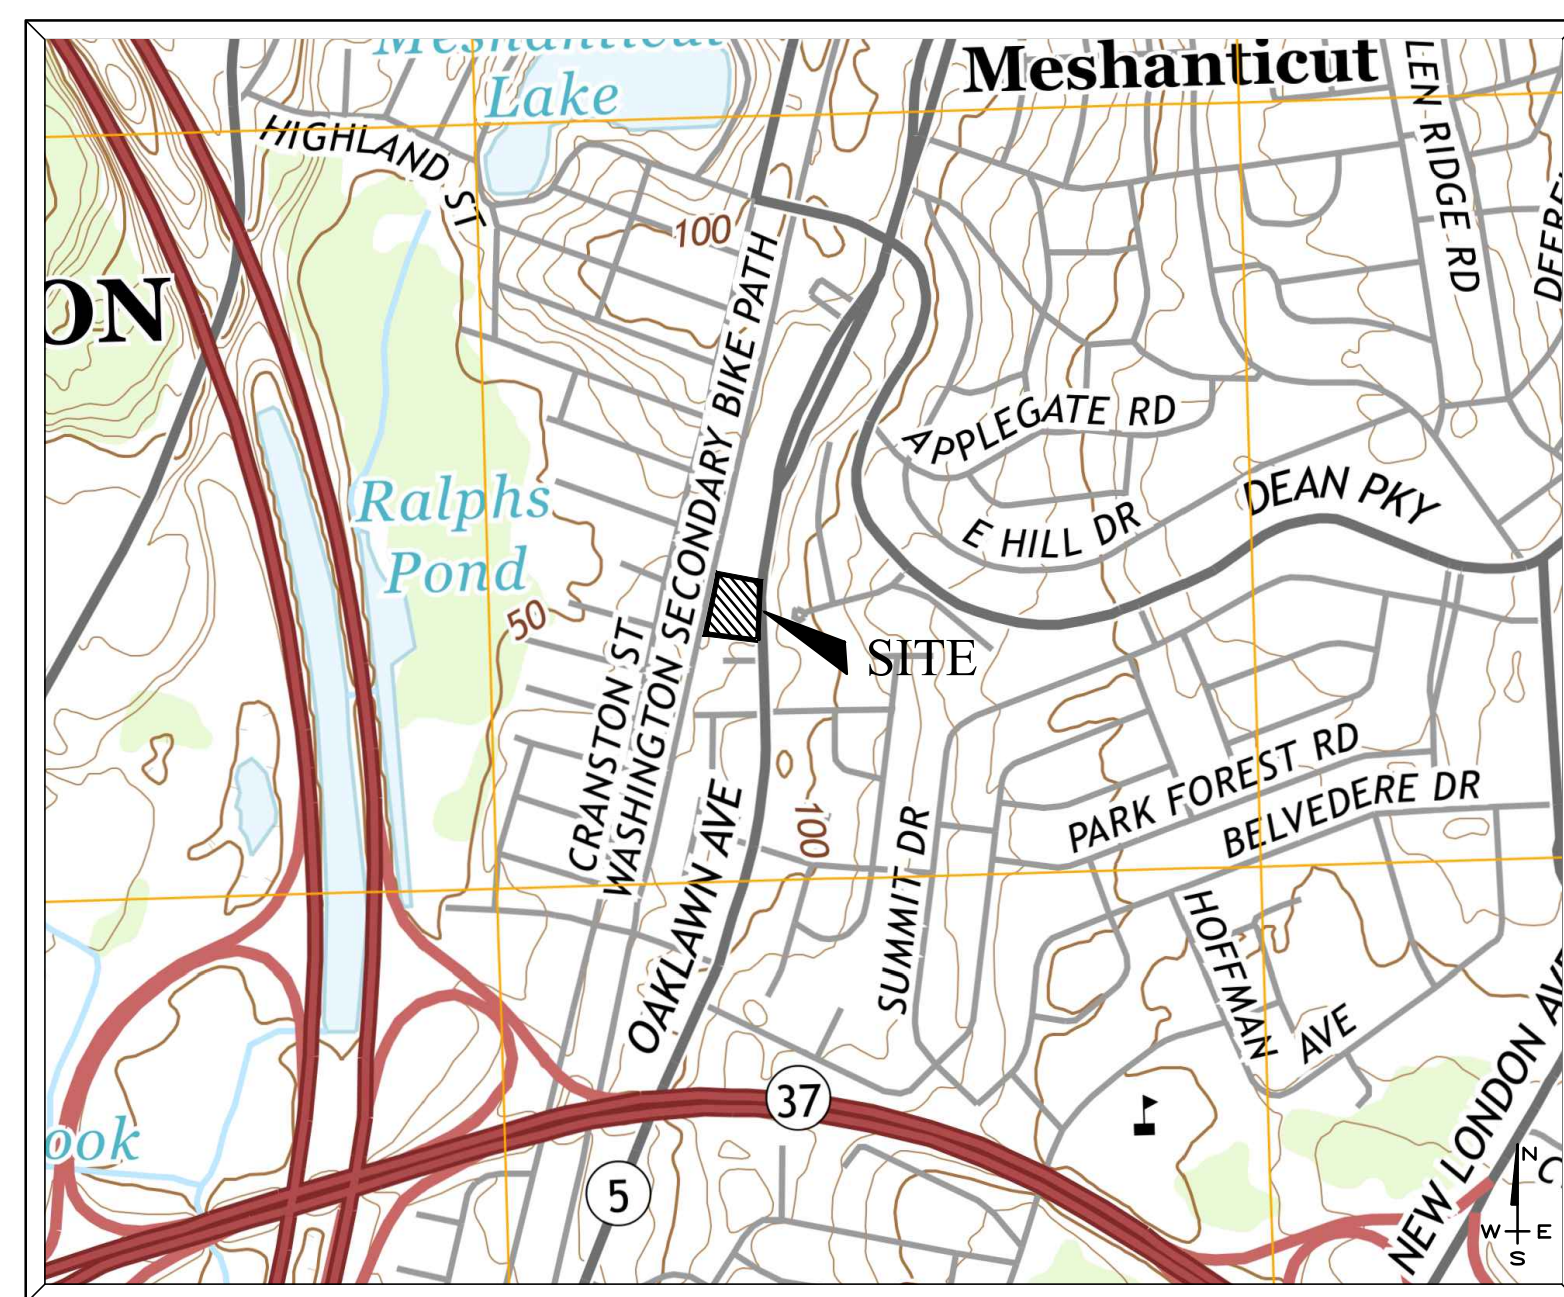 Meshanticut
Lake
Meshanticut
HIGHLAND ST
LEN RIDGE RD
100
ON
WASHINGTON SECONDARY BIKE PATH
APPLEGATE RD
E HILL DR
DEAN PKY
Ralphs
Pond
50
SITE
CRANSTON ST
OAKLAWN AVE
100
SUMMIT DR
PARK FOREST RD
BELVEDERE DR
HOFFMAN AVE
NEW LONDON AVE
37
5
ook
N
W E
S
C